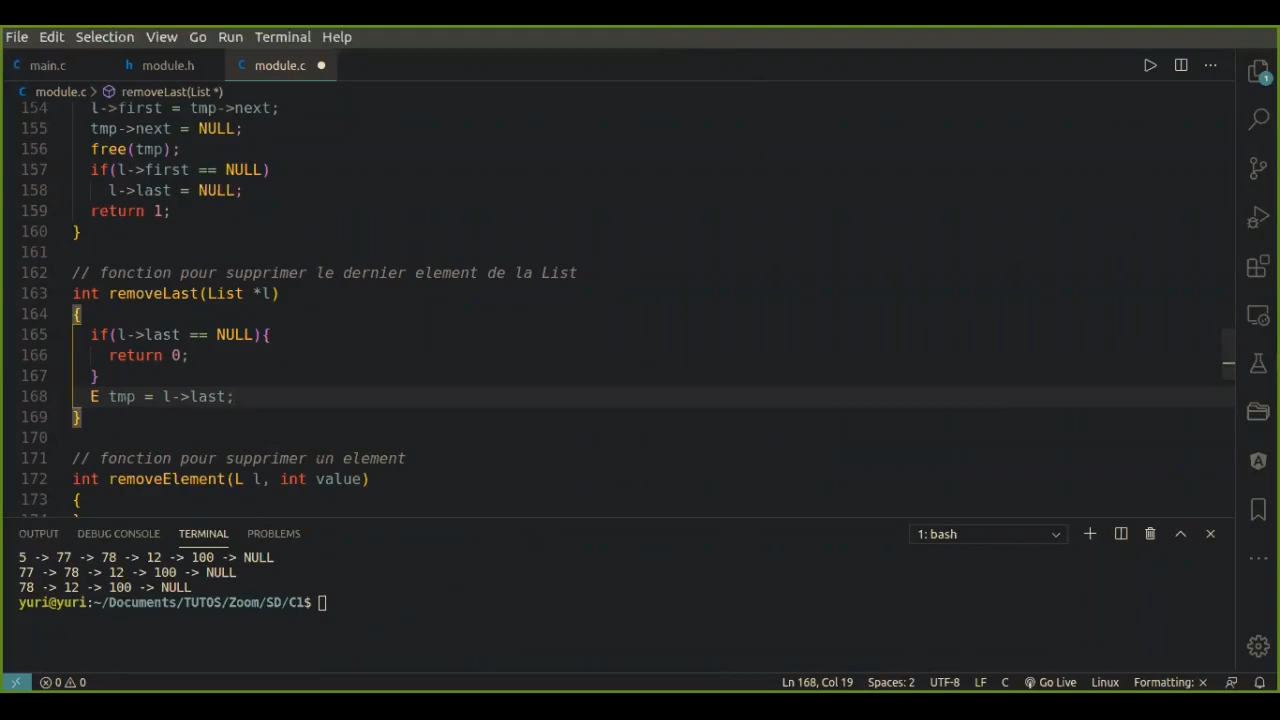 File Edit Selection View Go Run Terminal Help
main.c module.h module.c
module.c removeLast(List *)
154 l->first = tmp->next;
155 tmp->next = NULL;
156 free(tmp);
157 if(l->first == NULL)
158 l->last = NULL;
159 return 1;
160 }
161
162 // fonction pour supprimer le dernier element de la List
163 int removeLast(List *l)
164 {
165 if(l->last == NULL){
166 return 0;
167 }
168 E tmp = l->last;
169 }
170
171 // fonction pour supprimer un element
172 int removeElement(L l, int value)
173 {
OUTPUT DEBUG CONSOLE TERMINAL PROBLEMS 1: bash
5 -> 77 -> 78 -> 12 -> 100 -> NULL
77 -> 78 -> 12 -> 100 -> NULL
78 -> 12 -> 100 -> NULL
yuri@yuri:~/Documents/TUTOS/Zoom/SD/C1$
0 0 Ln 168, Col 19 Spaces: 2 UTF-8 LF C Go Live Linux Formatting: ×